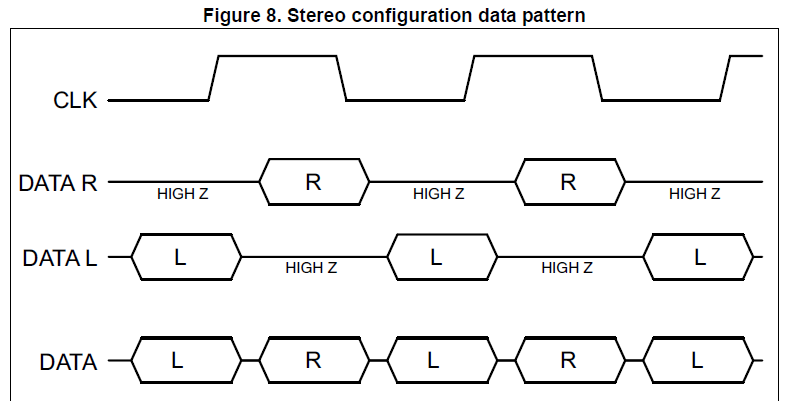 Figure 8. Stereo configuration data pattern
CLK
DATA R
HIGH Z
R
HIGH Z
R
HIGH Z
DATA L
L
HIGH Z
L
HIGH Z
L
DATA
L
R
L
R
L